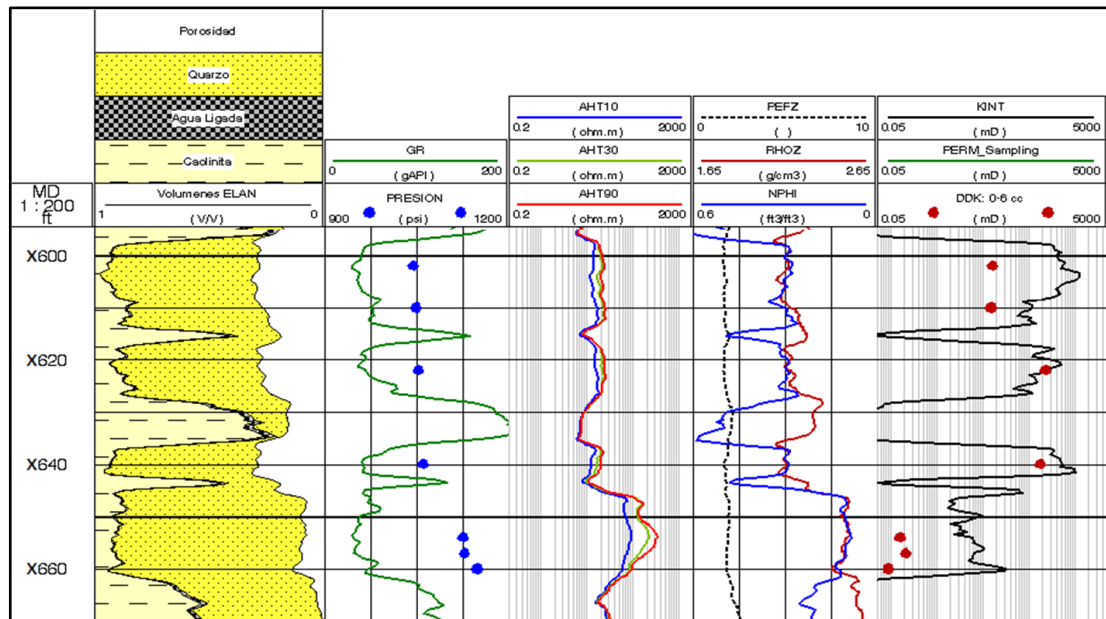 Porosidad
Quarzo
Agua Ligada
Caolinita
MD
1 : 200
ft
Volumenes ELAN
1 (V/V) 0
GR
0 (gAPI) 200
PRESION
900 (psi) 1200
AHT10
0.2 (ohm.m) 2000
AHT30
0.2 (ohm.m) 2000
AHT90
0.2 (ohm.m) 2000
PEFZ
0 ( ) 10
RHOZ
1.65 (g/cm3) 265
NPHI
0.6 (ft3/ft3) 0
KINT
0.05 (mD) 5000
PERM_Sampling
0.05 (mD) 5000
DDK: 0-6 cc
0.05 (mD) 5000
X600
X620
X640
X660